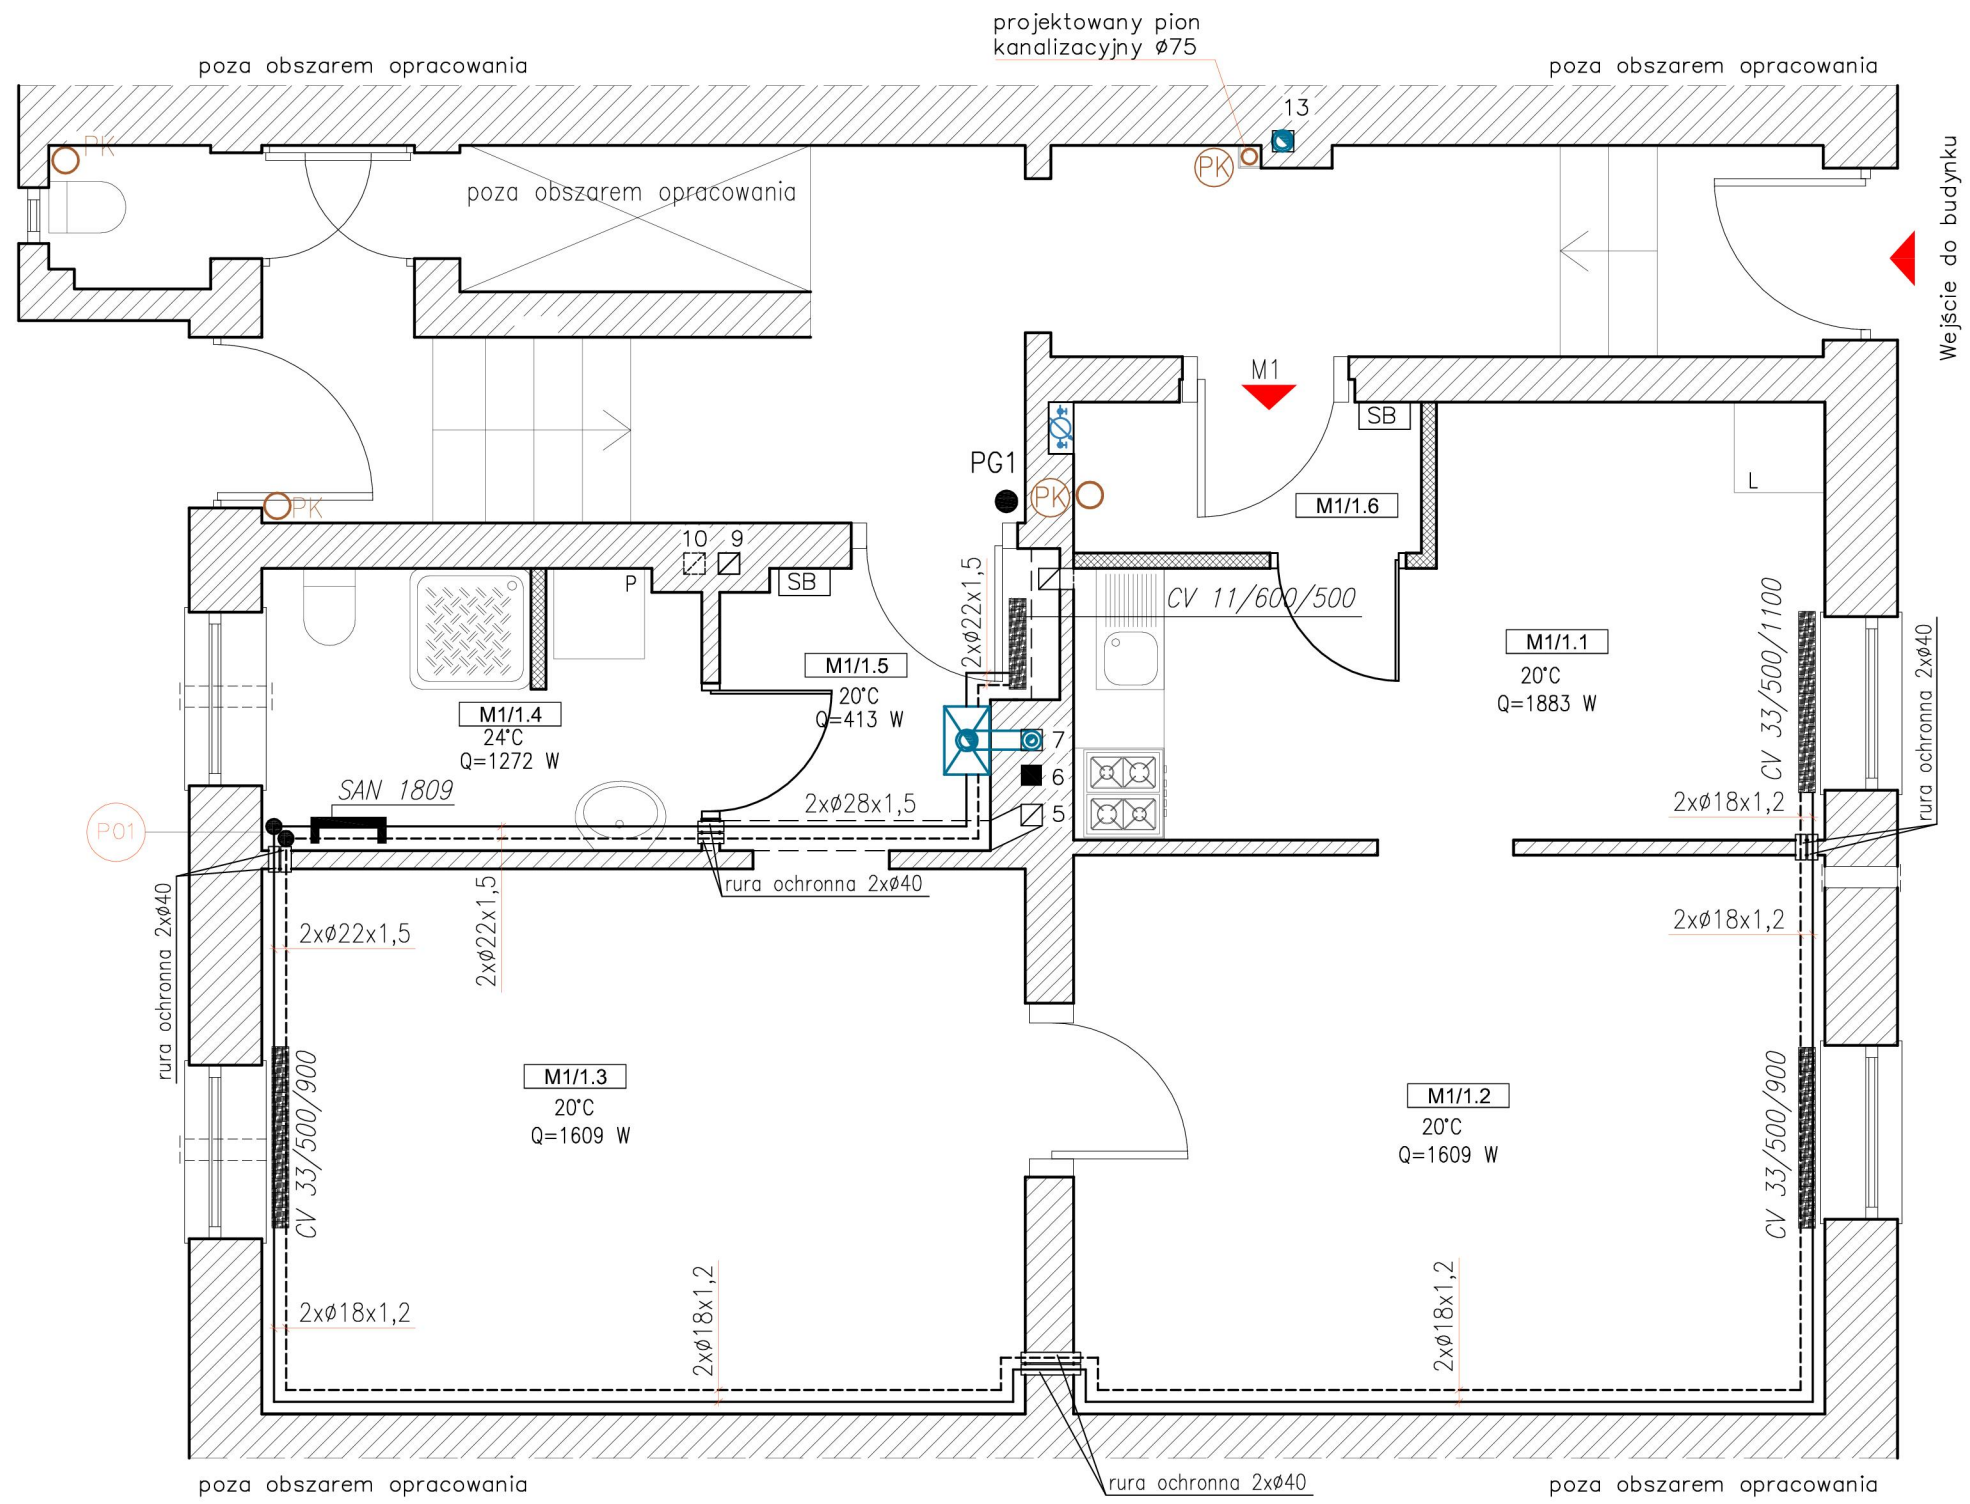 projektowany pion
kanalizacyjny ø75
poza obszarem opracowania
poza obszarem opracowania
13
PK
PK
poza obszarem opracowania
Wejście do budynku
M1
SB
PG1
PK
PK
L
M1/1.6
10
9
SB
P
2xø22x1,5
CV 11/600/500
CV 33/500/1100
rura ochronna 2xø40
M1/1.1
20°C
Q=1883 W
M1/1.5
20°C
Q=413 W
M1/1.4
24°C
Q=1272 W
7
6
5
SAN 1809
2xø28x1,5
2xø18x1,2
P01
rura ochronna 2xø40
rura ochronna 2xø40
2xø22x1,5
2xø22x1,5
2xø18x1,2
M1/1.3
20°C
Q=1609 W
M1/1.2
20°C
Q=1609 W
CV 33/500/900
CV 33/500/900
2xø18x1,2
2xø18x1,2
2xø18x1,2
rura ochronna 2xø40
poza obszarem opracowania
poza obszarem opracowania